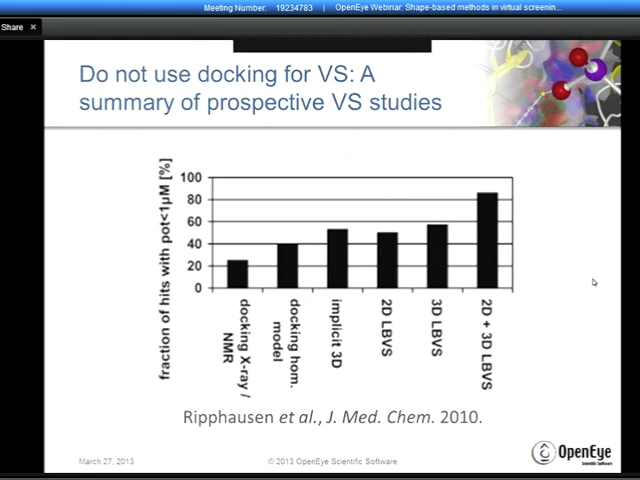 Meeting Number: 19234783 | OpenEye Webinar: Shape-based methods in virtual screenin...
Share ×
Do not use docking for VS: A
summary of prospective VS studies
fraction of hits with pot<1µM [%]
100
80
60
40
20
0
docking X-ray /
NMR
docking hom.
model
implicit 3D
2D LBVS
3D LBVS
2D + 3D LBVS
Ripphausen et al., J. Med. Chem. 2010.
March 27, 2013
© 2013 OpenEye Scientific Software
OpenEye
Scientific Software